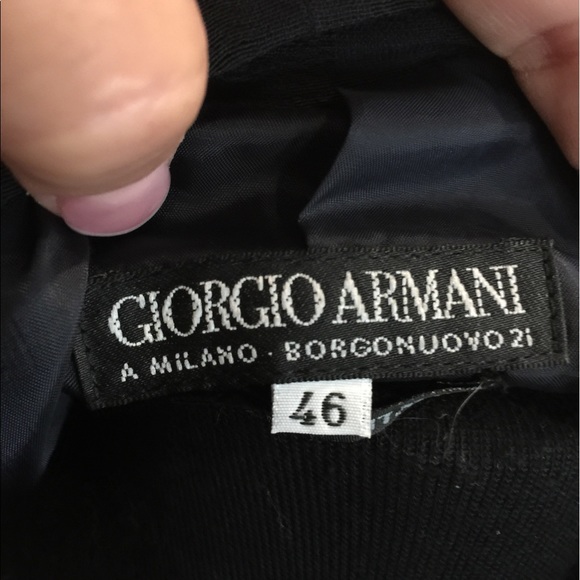 GIORGIO ARMANI
A MILANO · BORGONUOVO 21
46